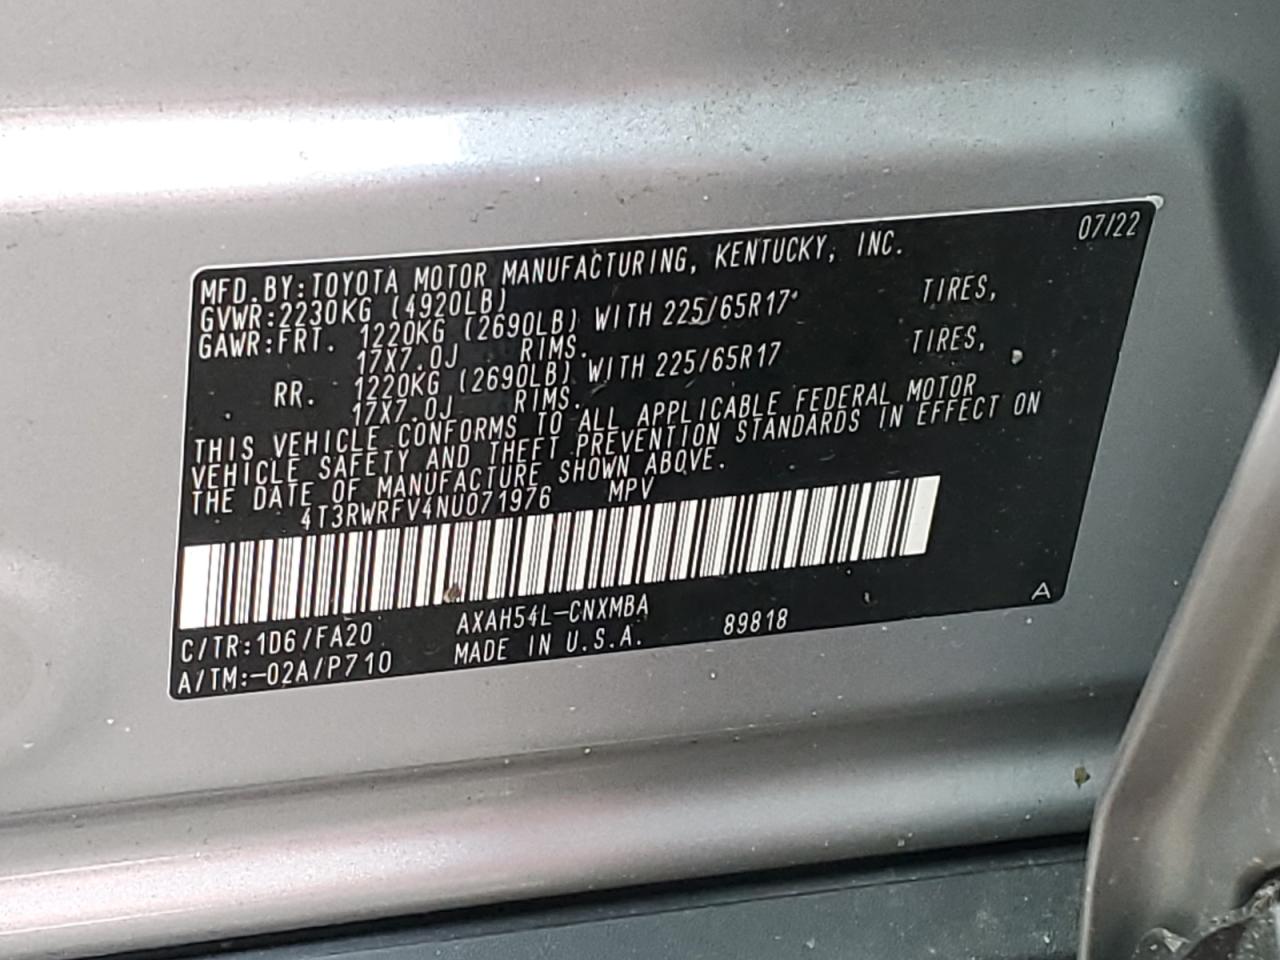 07/22
MFD.BY:TOYOTA MOTOR MANUFACTURING, KENTUCKY, INC.
GVWR:2230KG (4920LB)
GAWR:FRT. 1220KG (2690LB) WITH 225/65R17 TIRES,
17X7.0J RIMS.
RR. 1220KG (2690LB) WITH 225/65R17 TIRES,
17X7.0J RIMS.
THIS VEHICLE CONFORMS TO ALL APPLICABLE FEDERAL MOTOR
VEHICLE SAFETY AND THEFT PREVENTION STANDARDS IN EFFECT ON
THE DATE OF MANUFACTURE SHOWN ABOVE.
4T3RWRFV4NU071976 MPV
C/TR:1D6/FA20 AXAH54L-CNXMBA A
A/TM:-02A/P710 MADE IN U.S.A. 89818